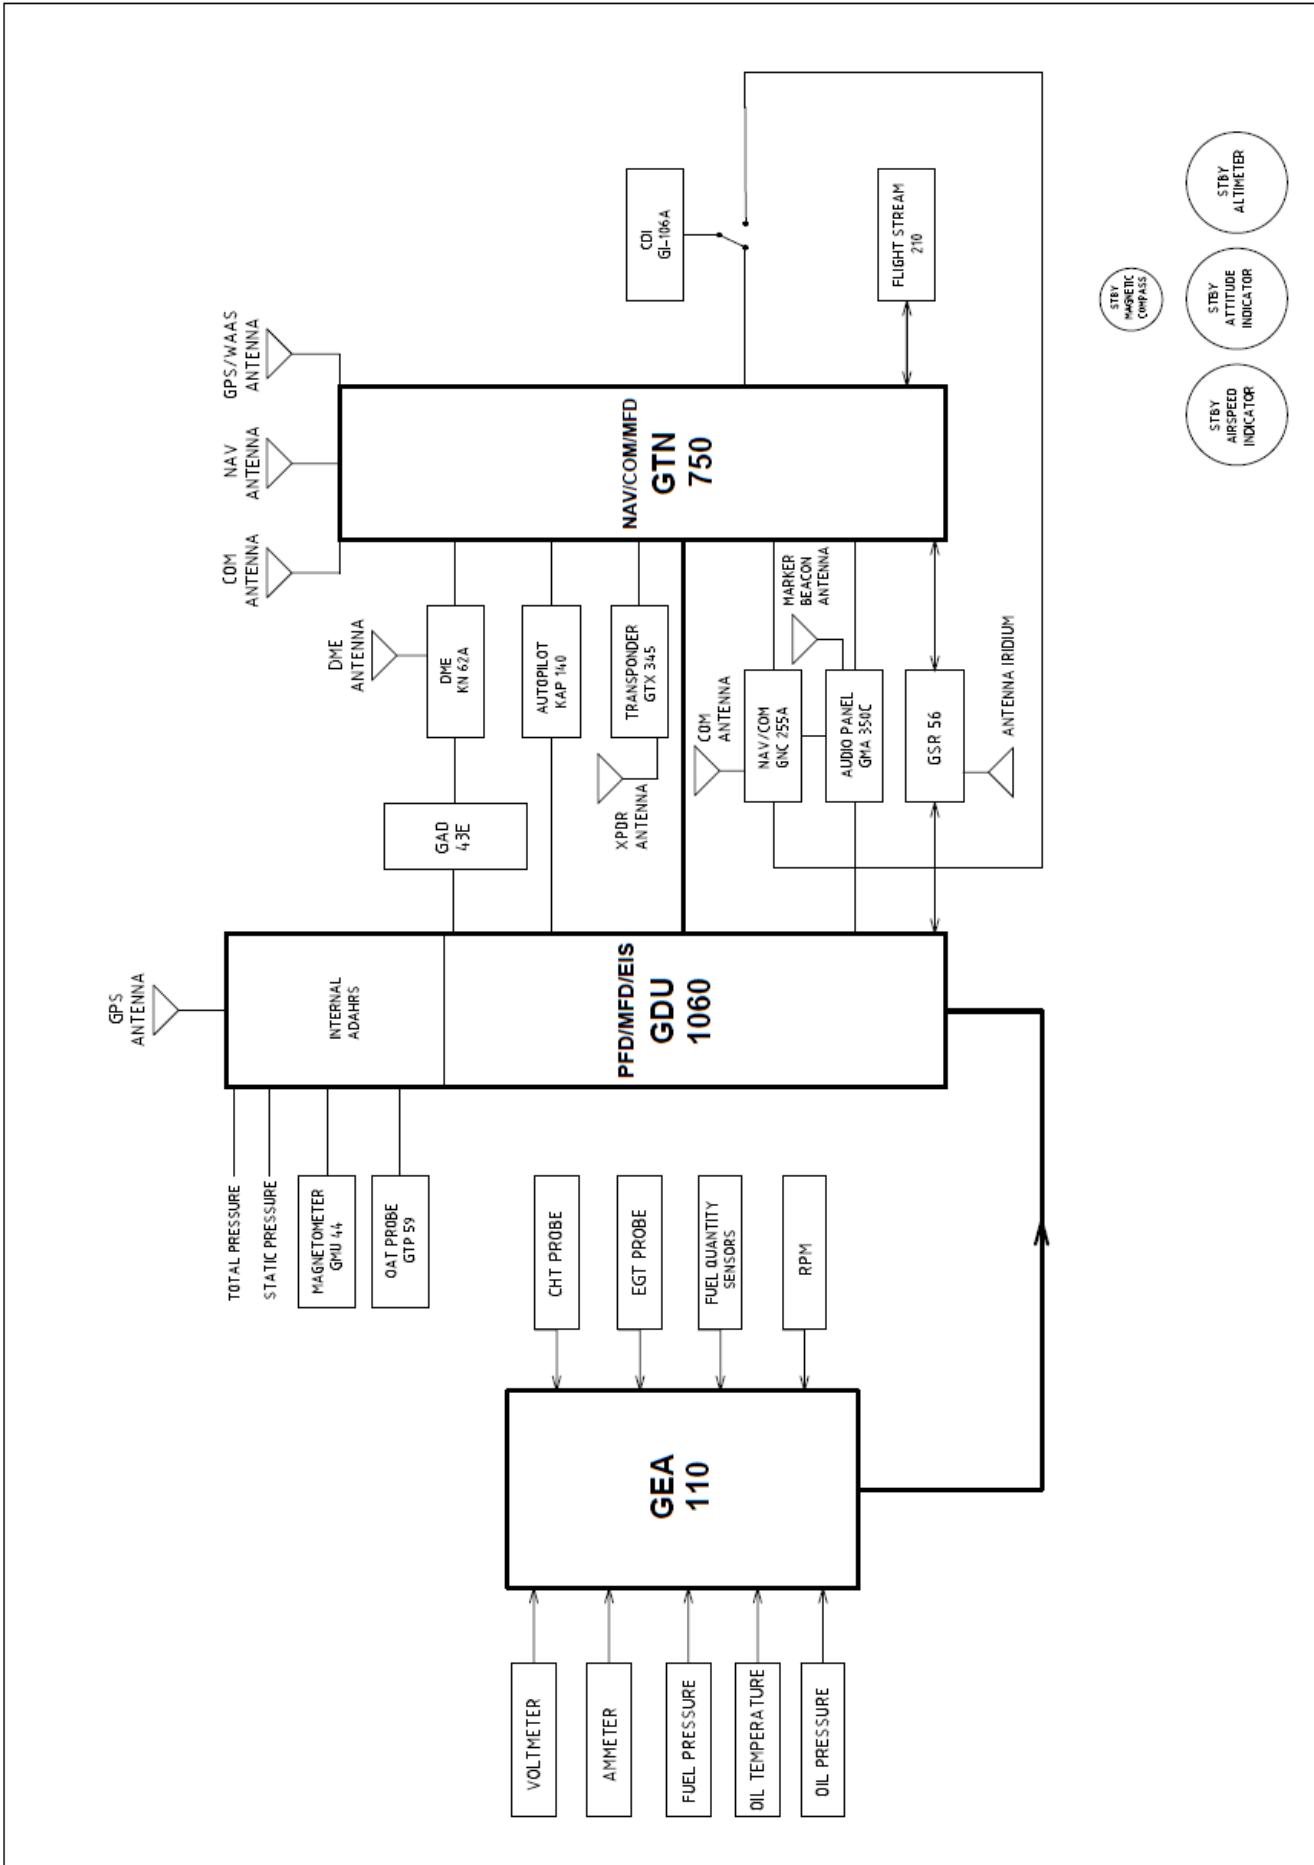 VOLTMETER
AMMETER
FUEL PRESSURE
OIL TEMPERATURE
OIL PRESSURE
GEA
110
CHT PROBE
EGT PROBE
FUEL QUANTITY
SENSORS
RPM
TOTAL PRESSURE
STATIC PRESSURE
MAGNETOMETER
GMU 44
OAT PROBE
GTP 59
GPS
ANTENNA
INTERNAL
ADAHRS
PFD/MFD/EIS
GDU
1060
GAD
43E
DME
ANTENNA
DME
KN 62A
AUTOPILOT
KAP 140
TRANSPONDER
GTX 345
XPDR
ANTENNA
COM
ANTENNA
NAV/COM
GNC 255A
MARKER
BEACON
ANTENNA
AUDIO PANEL
GMA 350C
GSR 56
ANTENNA IRIDIUM
COM
ANTENNA
NAV
ANTENNA
GPS/WAAS
ANTENNA
NAV/COM/MFD
GTN
750
CDI
GI-106A
FLIGHT STREAM
210
STBY
MAGNETIC
COMPASS
STBY
AIRSPEED
INDICATOR
STBY
ATTITUDE
INDICATOR
STBY
ALTIMETER